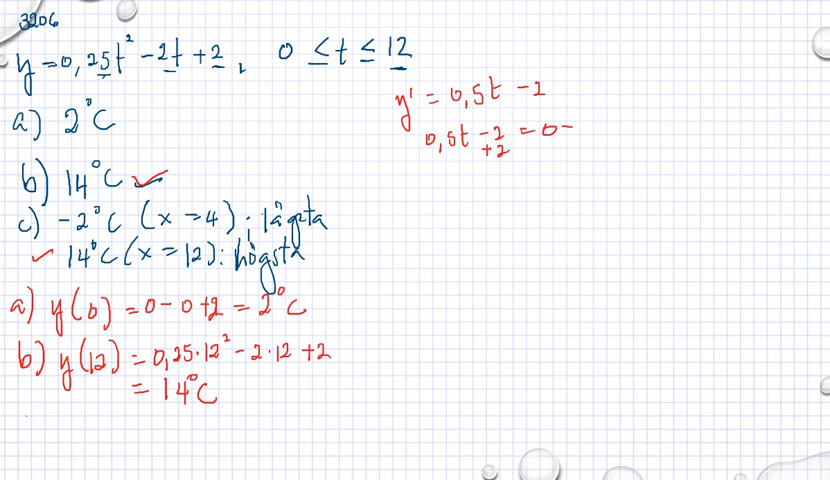 3206
y = 0,25t² - 2t + 2, 0 ≤ t ≤ 12
a) 2°C
b) 14°C ✓
c) -2°C (x = 4) : lägsta
✓ 14°C (x = 12) : högsta
a) y(0) = 0 - 0 + 2 = 2°C
b) y(12) = 0,25·12² - 2·12 + 2
= 14°C
y' = 0,5t - 2
0,5t - 2 = 0 -
+2